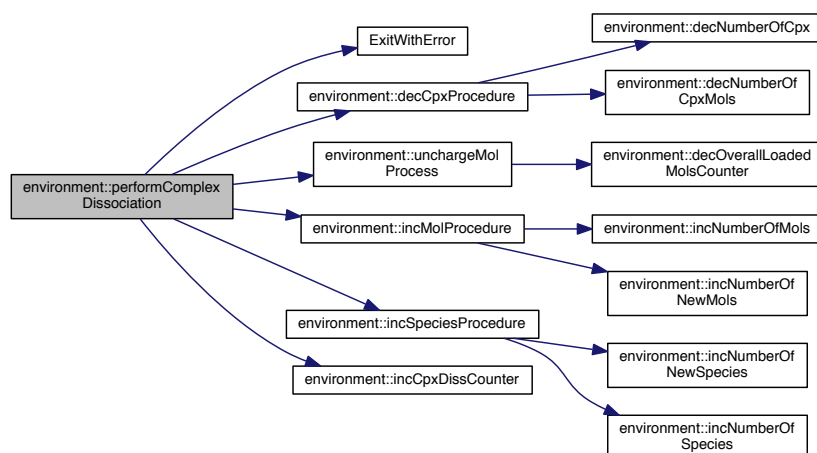 environment::performComplex
Dissociation
ExitWithError
environment::decCpxProcedure
environment::unchargeMol
Process
environment::incMolProcedure
environment::incSpeciesProcedure
environment::incCpxDissCounter
environment::decNumberOfCpx
environment::decNumberOf
CpxMols
environment::decOverallLoaded
MolsCounter
environment::incNumberOfMols
environment::incNumberOf
NewMols
environment::incNumberOf
NewSpecies
environment::incNumberOf
Species